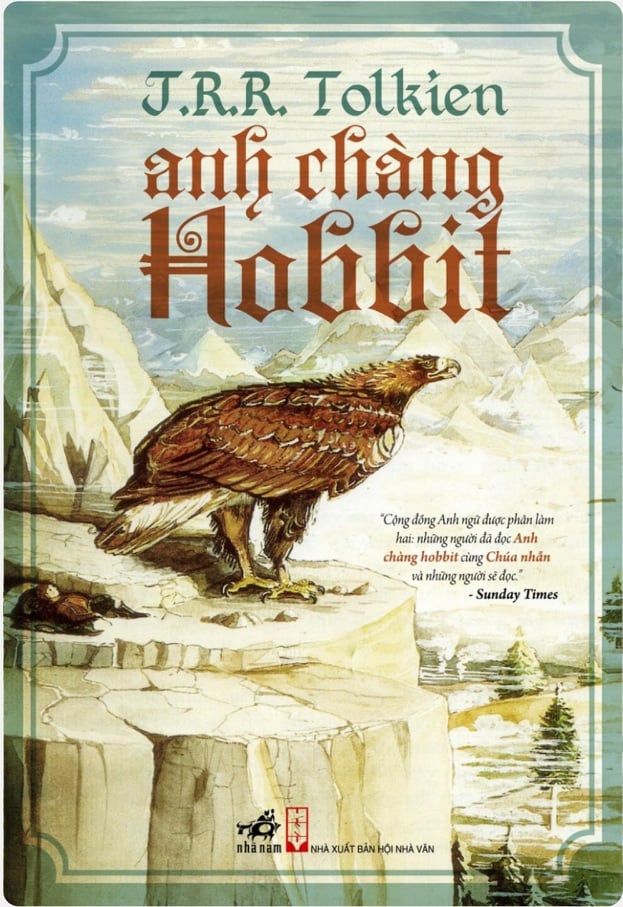 J.R.R. Tolkien
anh chàng
Hobbit
“Cộng đồng Anh ngữ được phân làm
hai: những người đã đọc Anh
chàng hobbit cùng Chúa nhẫn
và những người sẽ đọc.”
- Sunday Times
nhã nam
NHÀ XUẤT BẢN HỘI NHÀ VĂN